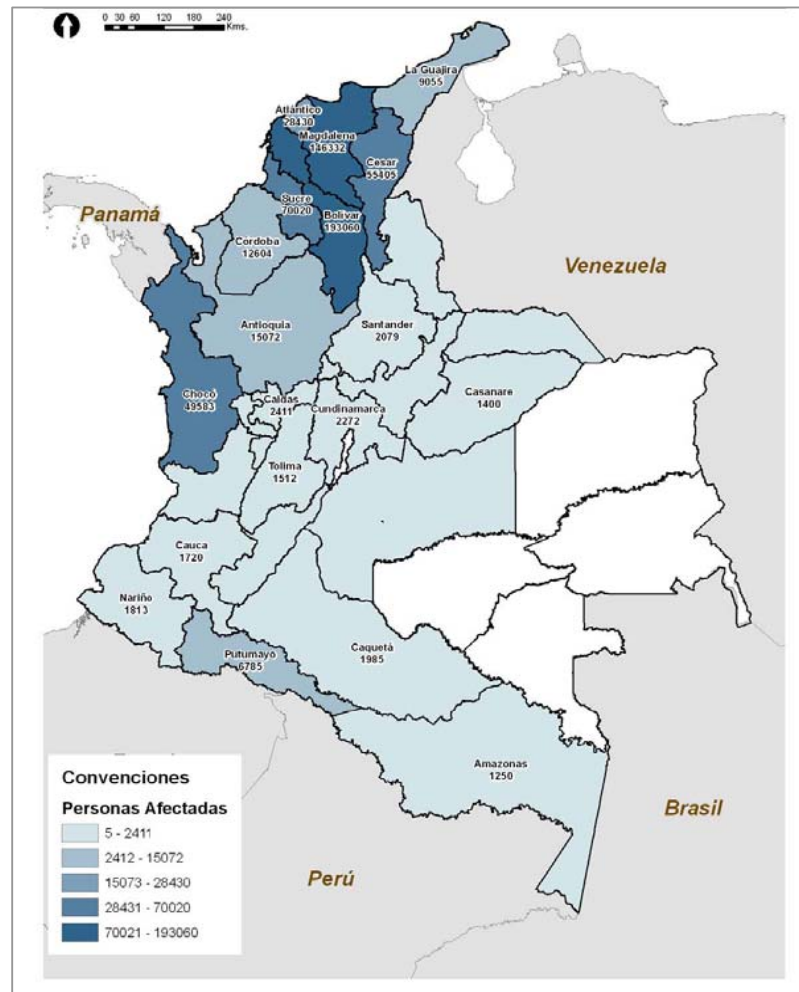 0 30 60 120 180 240
Kms.
La Guajira
9055
Atlántico
28430
Magdalena
146332
Cesar
55405
Sucre
70020
Bolivar
193060
Panamá
Cordoba
12604
Venezuela
Antioquia
15072
Santander
2079
Chocó
49583
Caldas
2411
Cundinamarca
2272
Casanare
1400
Tolima
1512
Cauca
1720
Nariño
1813
Putumayo
6785
Caquetá
1985
Amazonas
1250
Brasil
Perú
Convenciones
Personas Afectadas
5 - 2411
2412 - 15072
15073 - 28430
28431 - 70020
70021 - 193060